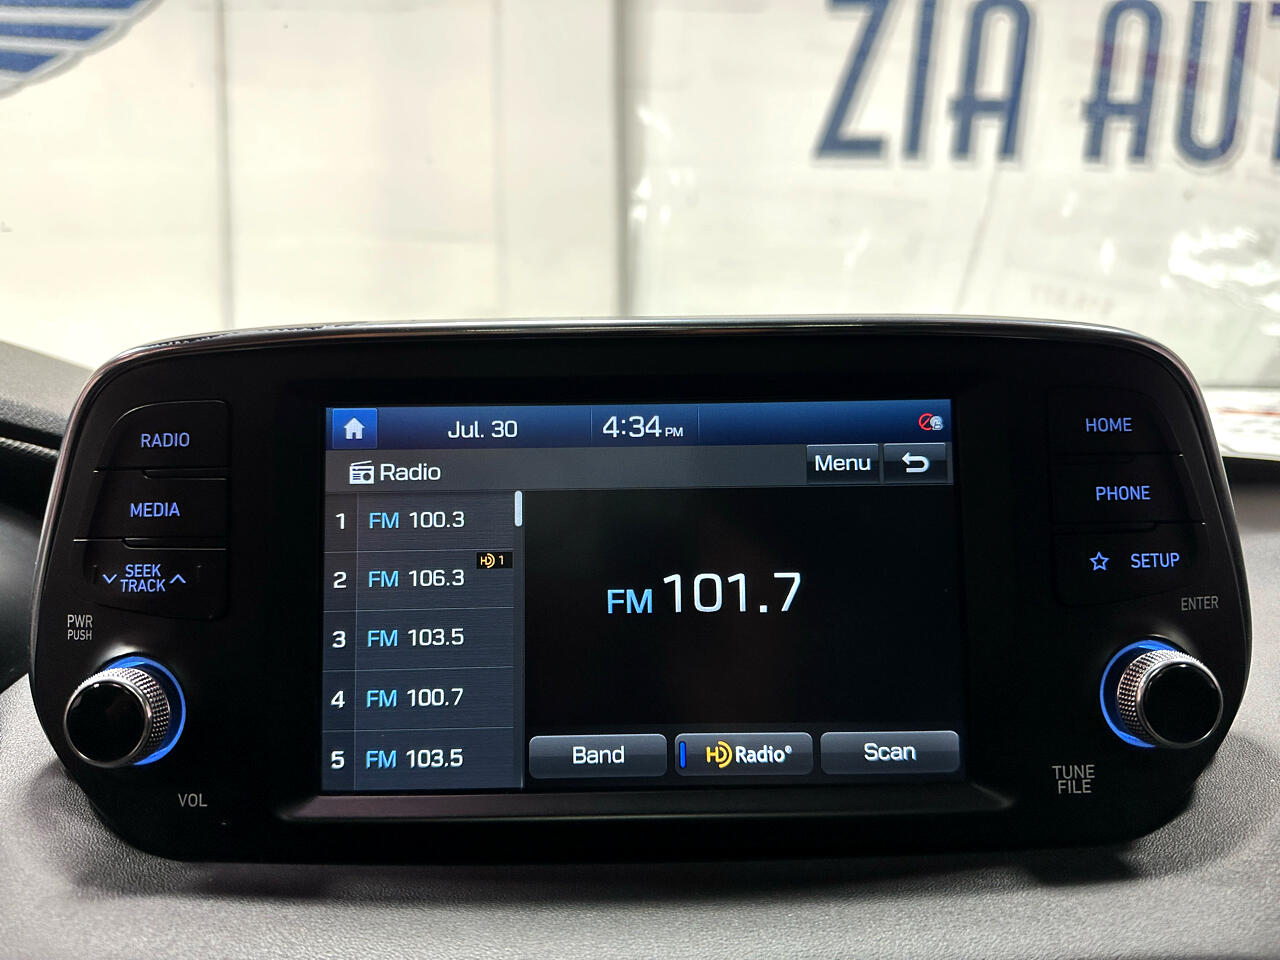 ZIA AUT
RADIO
MEDIA
SEEK
TRACK
PWR
PUSH
VOL
Jul. 30
4:34 PM
Radio
Menu
1 FM 100.3
HD 1
2 FM 106.3
3 FM 103.5
4 FM 100.7
5 FM 103.5
FM 101.7
Band
HD Radio®
Scan
HOME
PHONE
SETUP
ENTER
TUNE
FILE